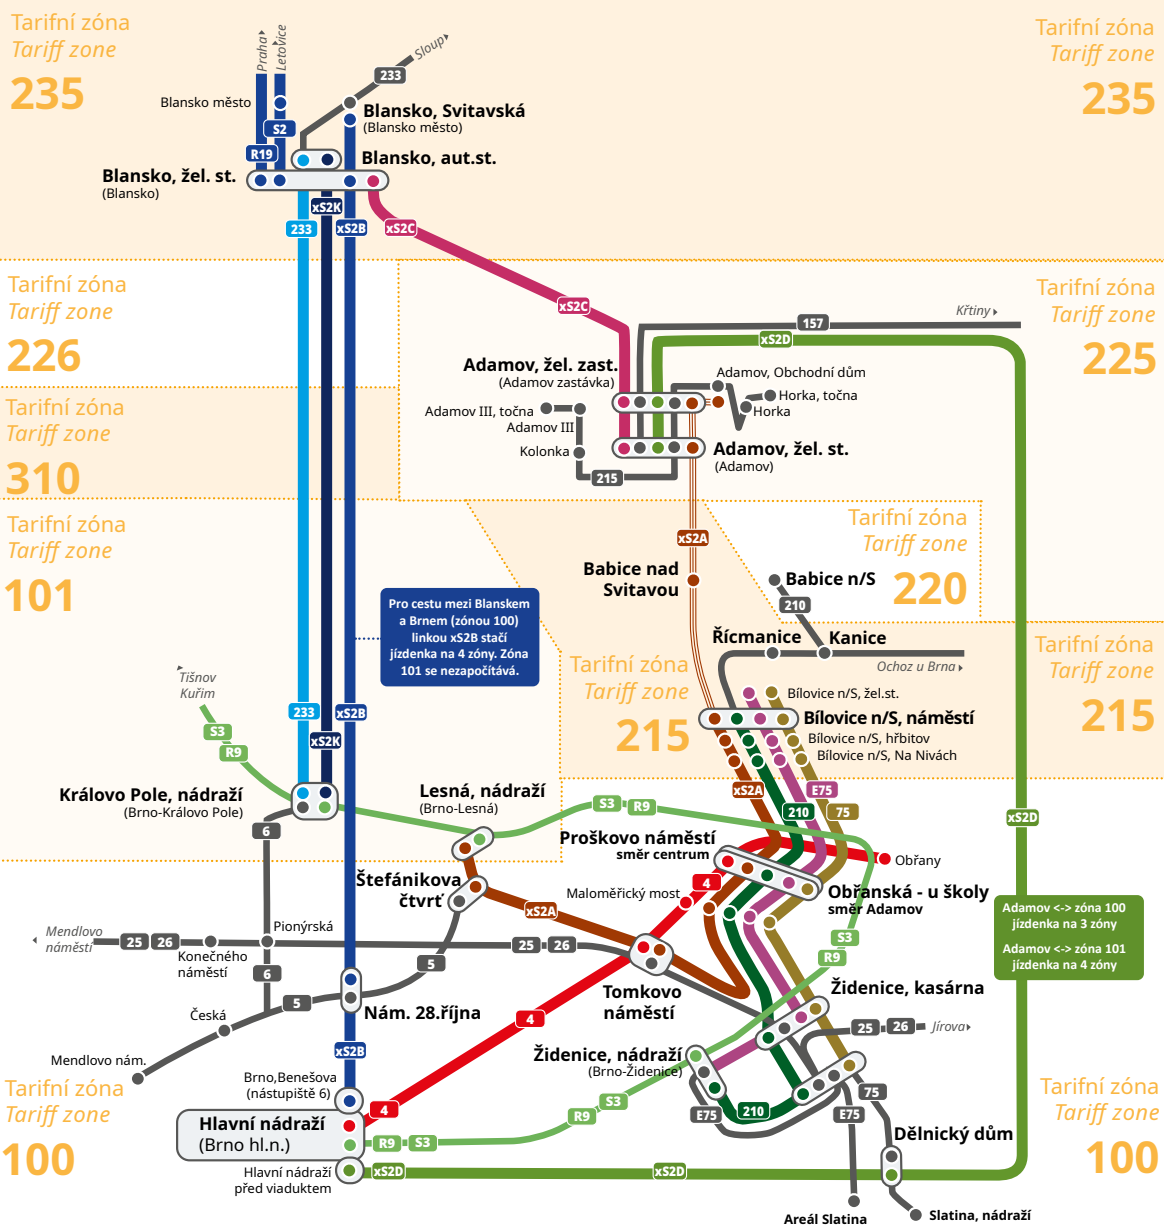 Tarifní zóna
Tariff zone
235
Praha
Letovice
Sloup
Tarifní zóna
Tariff zone
235
233
Blansko město
S2
R19
Blansko, Svitavská
(Blansko město)
Blansko, aut.st.
Blansko, žel. st.
(Blansko)
xS2K
233
xS2B
xS2C
Tarifní zóna
Tariff zone
226
xS2C
Tarifní zóna
Tariff zone
225
Křtiny
157
xS2D
Adamov, žel. zast.
(Adamov zastávka)
Adamov, Obchodní dům
Horka, točna
Horka
Adamov III, točna
Adamov III
Kolonka
215
Adamov, žel. st.
(Adamov)
Tarifní zóna
Tariff zone
310
Tarifní zóna
Tariff zone
101
Tarifní zóna
Tariff zone
220
xS2A
Babice nad
Svitavou
Babice n/S
210
Řícmanice
Kanice
Ochoz u Brna
Pro cestu mezi Blanskem
a Brnem (zónou 100)
linkou xS2B stačí
jízdenka na 4 zóny. Zóna
101 se nezapočítává.
Tarifní zóna
Tariff zone
215
Tarifní zóna
Tariff zone
215
Tišnov
Kuřim
S3
R9
233
xS2B
xS2K
Bílovice n/S, žel.st.
Bílovice n/S, náměstí
Bílovice n/S, hřbitov
Bílovice n/S, Na Nivách
xS2A
E75
210
75
xS2D
Královo Pole, nádraží
(Brno-Královo Pole)
Lesná, nádraží
(Brno-Lesná)
S3
R9
6
Proškovo náměstí
směr centrum
Obřany
Štefánikova
čtvrť
Maloměřický most
4
Obřanská - u školy
směr Adamov
xS2A
Adamov <-> zóna 100
jízdenka na 3 zóny
Adamov <-> zóna 101
jízdenka na 4 zóny
Mendlovo
náměstí
25
26
Konečného
náměstí
Pionýrská
25
26
S3
R9
6
5
5
Tomkovo
náměstí
Židenice, kasárna
Česká
Nám. 28.října
4
25
26
Jírova
Mendlovo nám.
xS2B
Židenice, nádraží
(Brno-Židenice)
Tarifní zóna
Tariff zone
100
Brno,Benešova
(nástupiště 6)
4
S3
R9
E75
210
75
E75
Tarifní zóna
Tariff zone
100
Hlavní nádraží
(Brno hl.n.)
R9
S3
Dělnický dům
Hlavní nádraží
před viaduktem
xS2D
xS2D
Areál Slatina
Slatina, nádraží